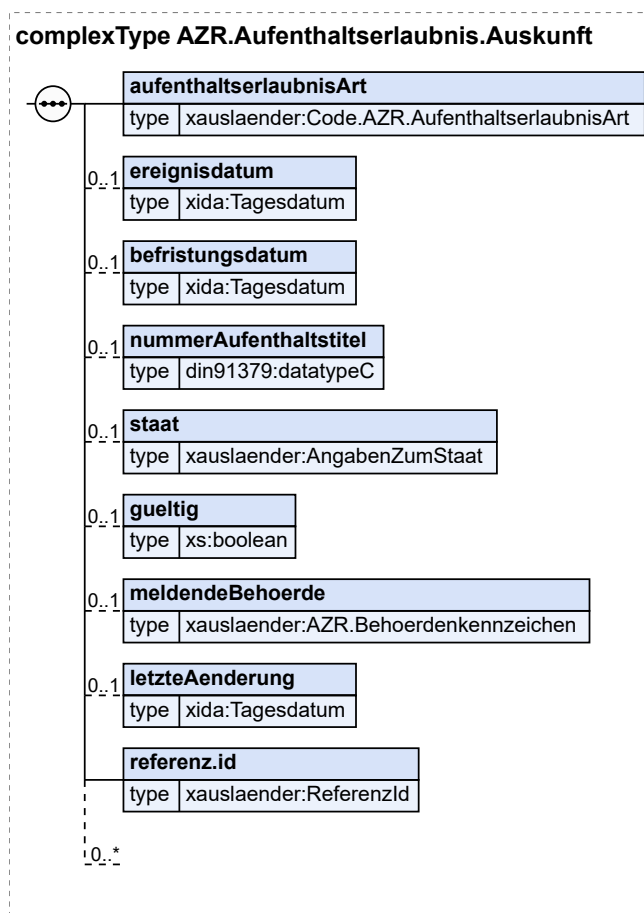 complexType AZR.Aufenthaltserlaubnis.Auskunft
aufenthaltserlaubnisArt
type xauslaender:Code.AZR.AufenthaltserlaubnisArt
0..1 ereignisdatum
type xida:Tagesdatum
0..1 befristungsdatum
type xida:Tagesdatum
0..1 nummerAufenthaltstitel
type din91379:datatypeC
0..1 staat
type xauslaender:AngabenZumStaat
0..1 gueltig
type xs:boolean
0..1 meldendeBehoerde
type xauslaender:AZR.Behoerdenkennzeichen
0..1 letzteAenderung
type xida:Tagesdatum
referenz.id
type xauslaender:ReferenzId
0..*